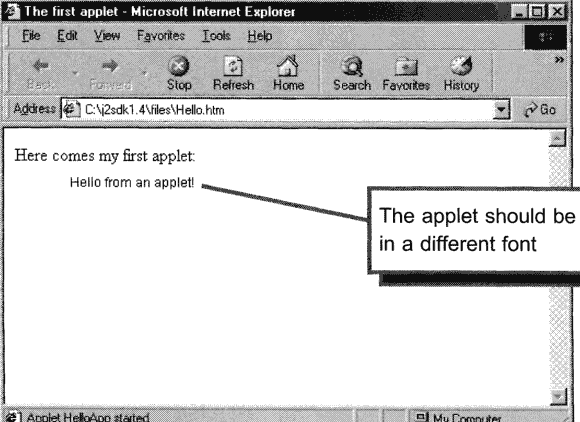 The first applet - Microsoft Internet Explorer
File Edit View Favorites Tools Help
Back Forward Stop Refresh Home Search Favorites History »
Address C:\j2sdk1.4\files\Hello.htm Go
Here comes my first applet:
Hello from an applet!
The applet should be
in a different font
Applet HelloApp started My Computer